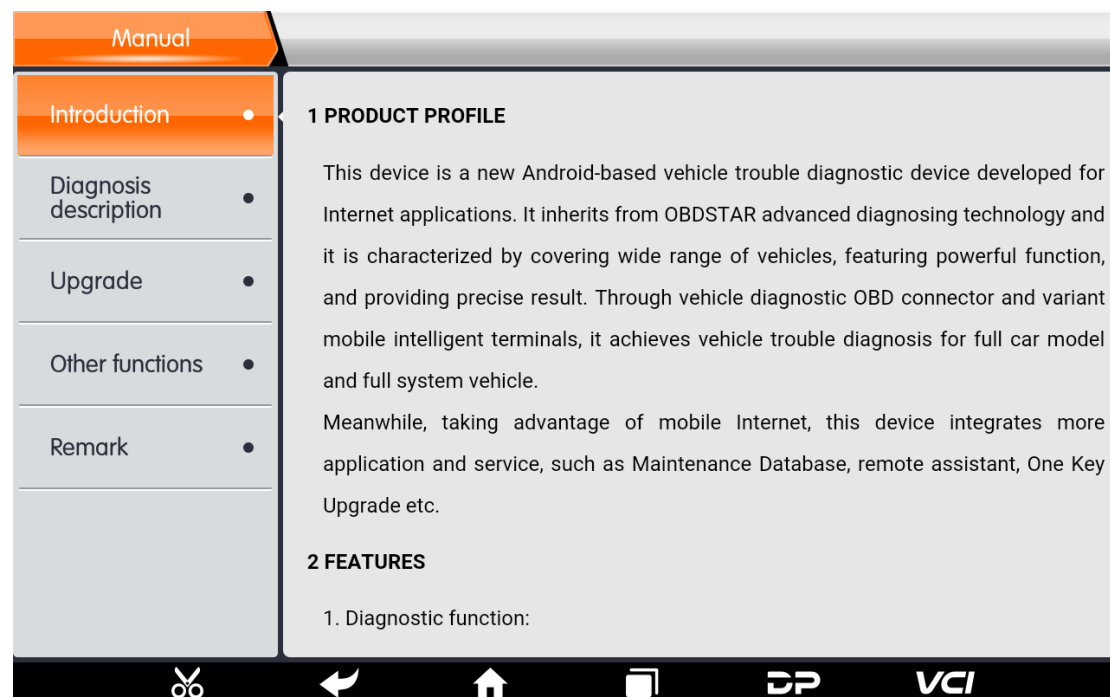 Manual
Introduction
Diagnosis
description
Upgrade
Other functions
Remark
1 PRODUCT PROFILE
This device is a new Android-based vehicle trouble diagnostic device developed for
Internet applications. It inherits from OBDSTAR advanced diagnosing technology and
it is characterized by covering wide range of vehicles, featuring powerful function,
and providing precise result. Through vehicle diagnostic OBD connector and variant
mobile intelligent terminals, it achieves vehicle trouble diagnosis for full car model
and full system vehicle.
Meanwhile, taking advantage of mobile Internet, this device integrates more
application and service, such as Maintenance Database, remote assistant, One Key
Upgrade etc.
2 FEATURES
1. Diagnostic function:
DP VCI